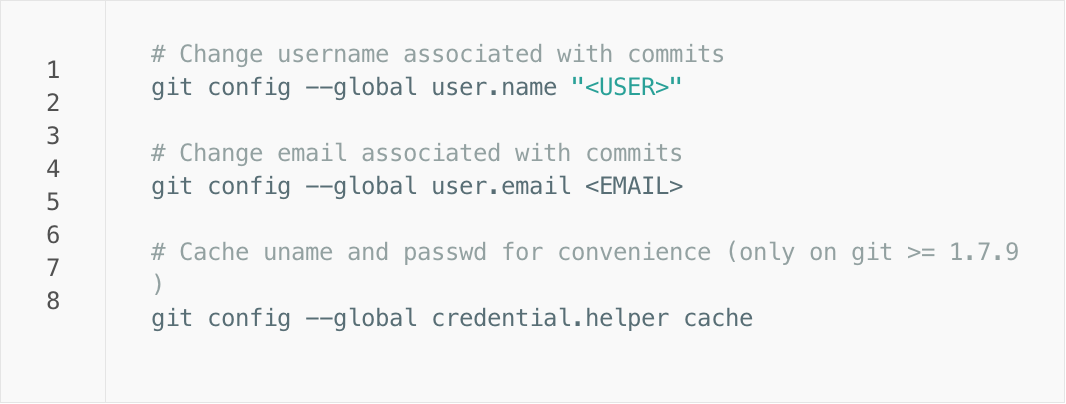 1
2
3
4
5
6
7
8
# Change username associated with commits
git config --global user.name "<USER>"

# Change email associated with commits
git config --global user.email <EMAIL>

# Cache uname and passwd for convenience (only on git >= 1.7.9
)
git config --global credential.helper cache